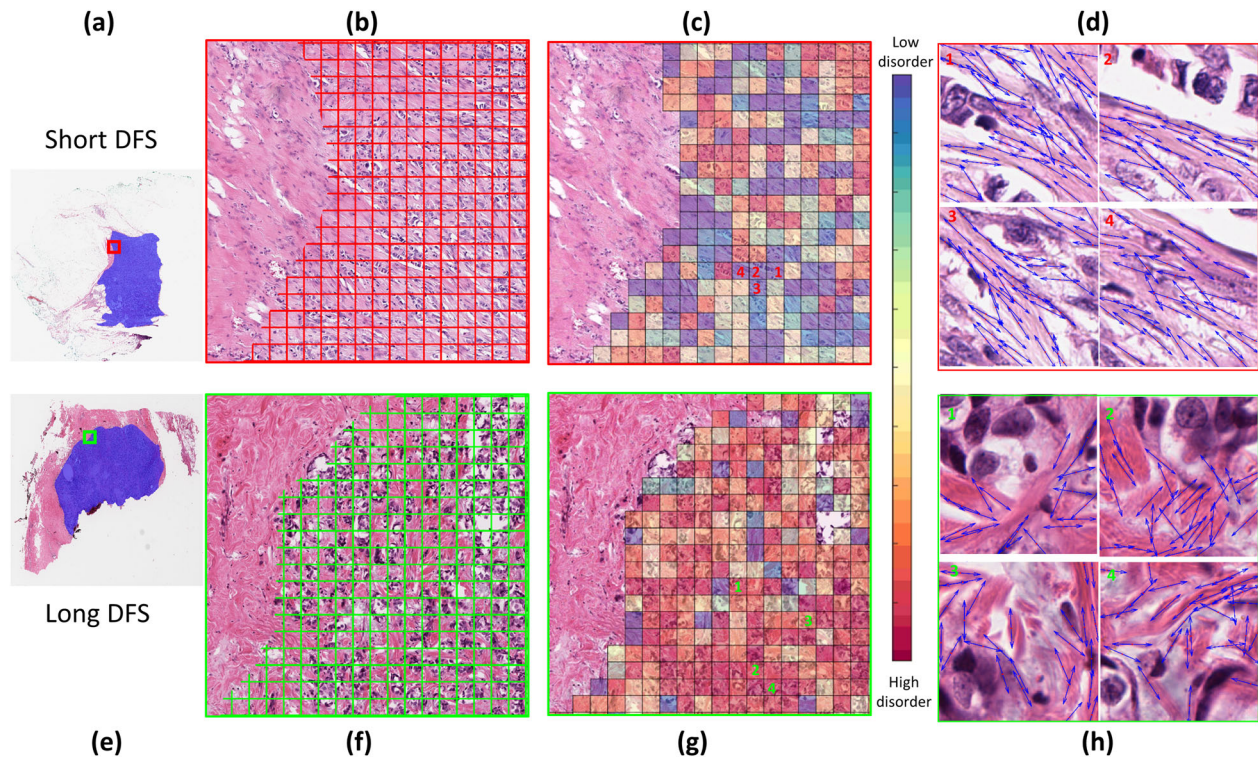 (a)
(b)
(c)
(d)
Short DFS
Low
disorder
1
2
3
4
4 2 1
3
Long DFS
High
disorder
1
3
2
4
1
2
3
4
(e)
(f)
(g)
(h)